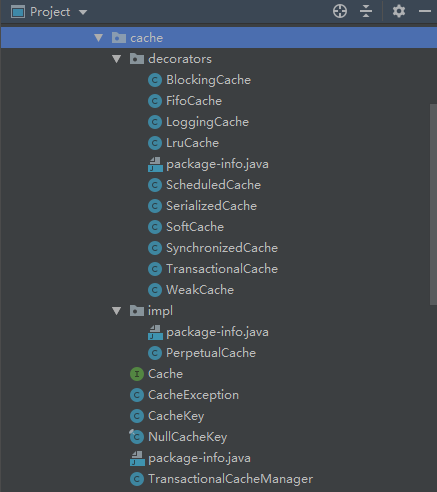 Project
cache
decorators
BlockingCache
FifoCache
LoggingCache
LruCache
package-info.java
ScheduledCache
SerializedCache
SoftCache
SynchronizedCache
TransactionalCache
WeakCache
impl
package-info.java
PerpetualCache
Cache
CacheException
CacheKey
NullCacheKey
package-info.java
TransactionalCacheManager